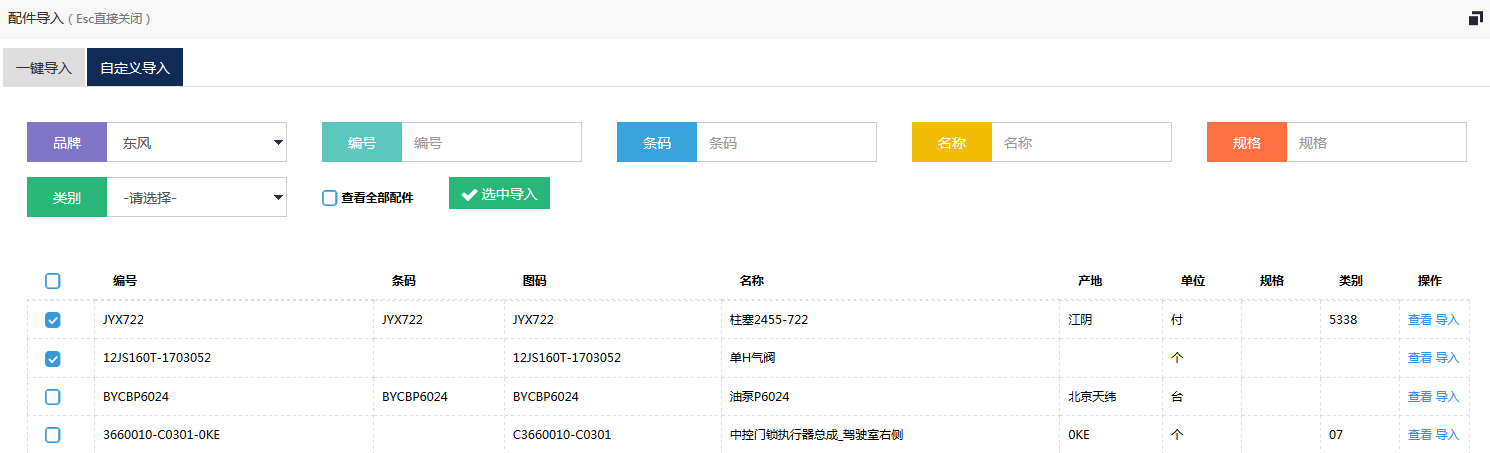 配件导入（Esc直接关闭）
一键导入 自定义导入
品牌 东风 编号 编号 条码 条码 名称 名称 规格 规格
类别 -请选择- 查看全部配件 选中导入
编号 条码 图码 名称 产地 单位 规格 类别 操作
JYX722 JYX722 JYX722 柱塞2455-722 江阴 付 5338 查看 导入
12JS160T-1703052 12JS160T-1703052 单H气阀 个 查看 导入
BYCBP6024 BYCBP6024 BYCBP6024 油泵P6024 北京天纬 台 查看 导入
3660010-C0301-0KE C3660010-C0301 中控门锁执行器总成_驾驶室右侧 0KE 个 07 查看 导入